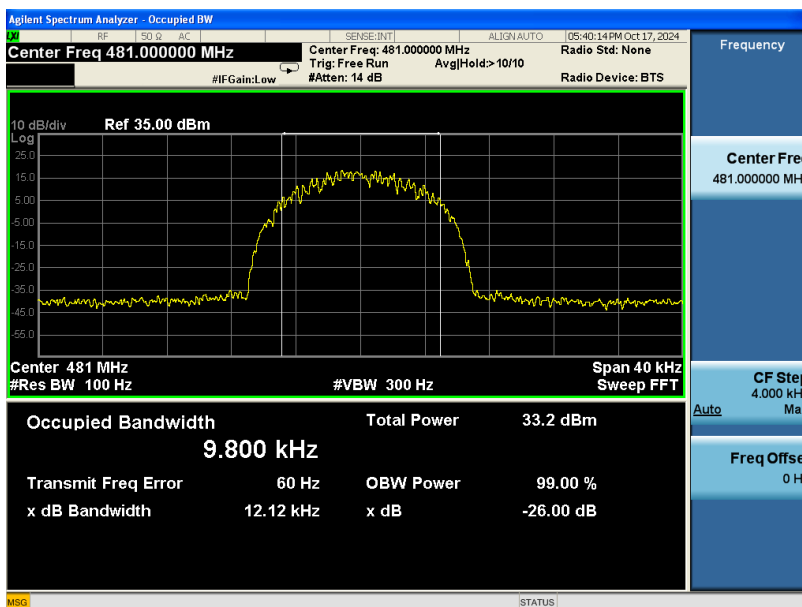 Agilent Spectrum Analyzer - Occupied BW
LXI RF 50 Ω AC SENSE:INT ALIGN AUTO 05:40:14 PM Oct 17, 2024
Center Freq 481.000000 MHz
Center Freq: 481.000000 MHz
Radio Std: None
Trig: Free Run Avg|Hold:>10/10
#IFGain:Low
#Atten: 14 dB
Radio Device: BTS
10 dB/div Ref 35.00 dBm
Log
25.0
15.0
5.00
-5.00
-15.0
-25.0
-35.0
-45.0
-55.0
Center 481 MHz Span 40 kHz
#Res BW 100 Hz #VBW 300 Hz Sweep FFT
Occupied Bandwidth
9.800 kHz
Total Power 33.2 dBm
Transmit Freq Error 60 Hz OBW Power 99.00 %
x dB Bandwidth 12.12 kHz x dB -26.00 dB
Frequency
Center Fre
481.000000 MH
CF Step
4.000 kH
Auto Ma
Freq Offse
0 H
MSG STATUS